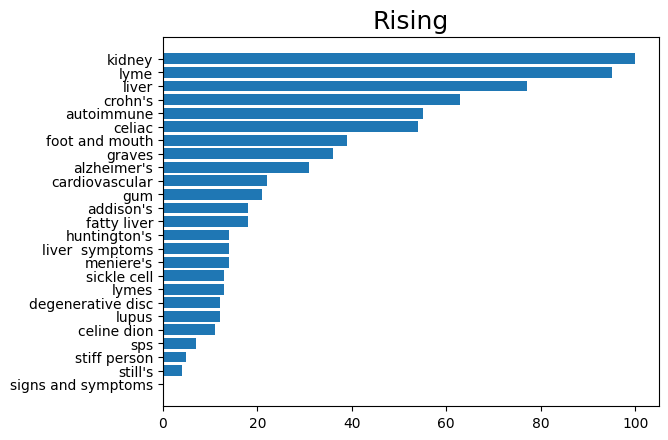 Rising
kidney
lyme
liver
crohn's
autoimmune
celiac
foot and mouth
graves
alzheimer's
cardiovascular
gum
addison's
fatty liver
huntington's
liver  symptoms
meniere's
sickle cell
lymes
degenerative disc
lupus
celine dion
sps
stiff person
still's
signs and symptoms
0 20 40 60 80 100